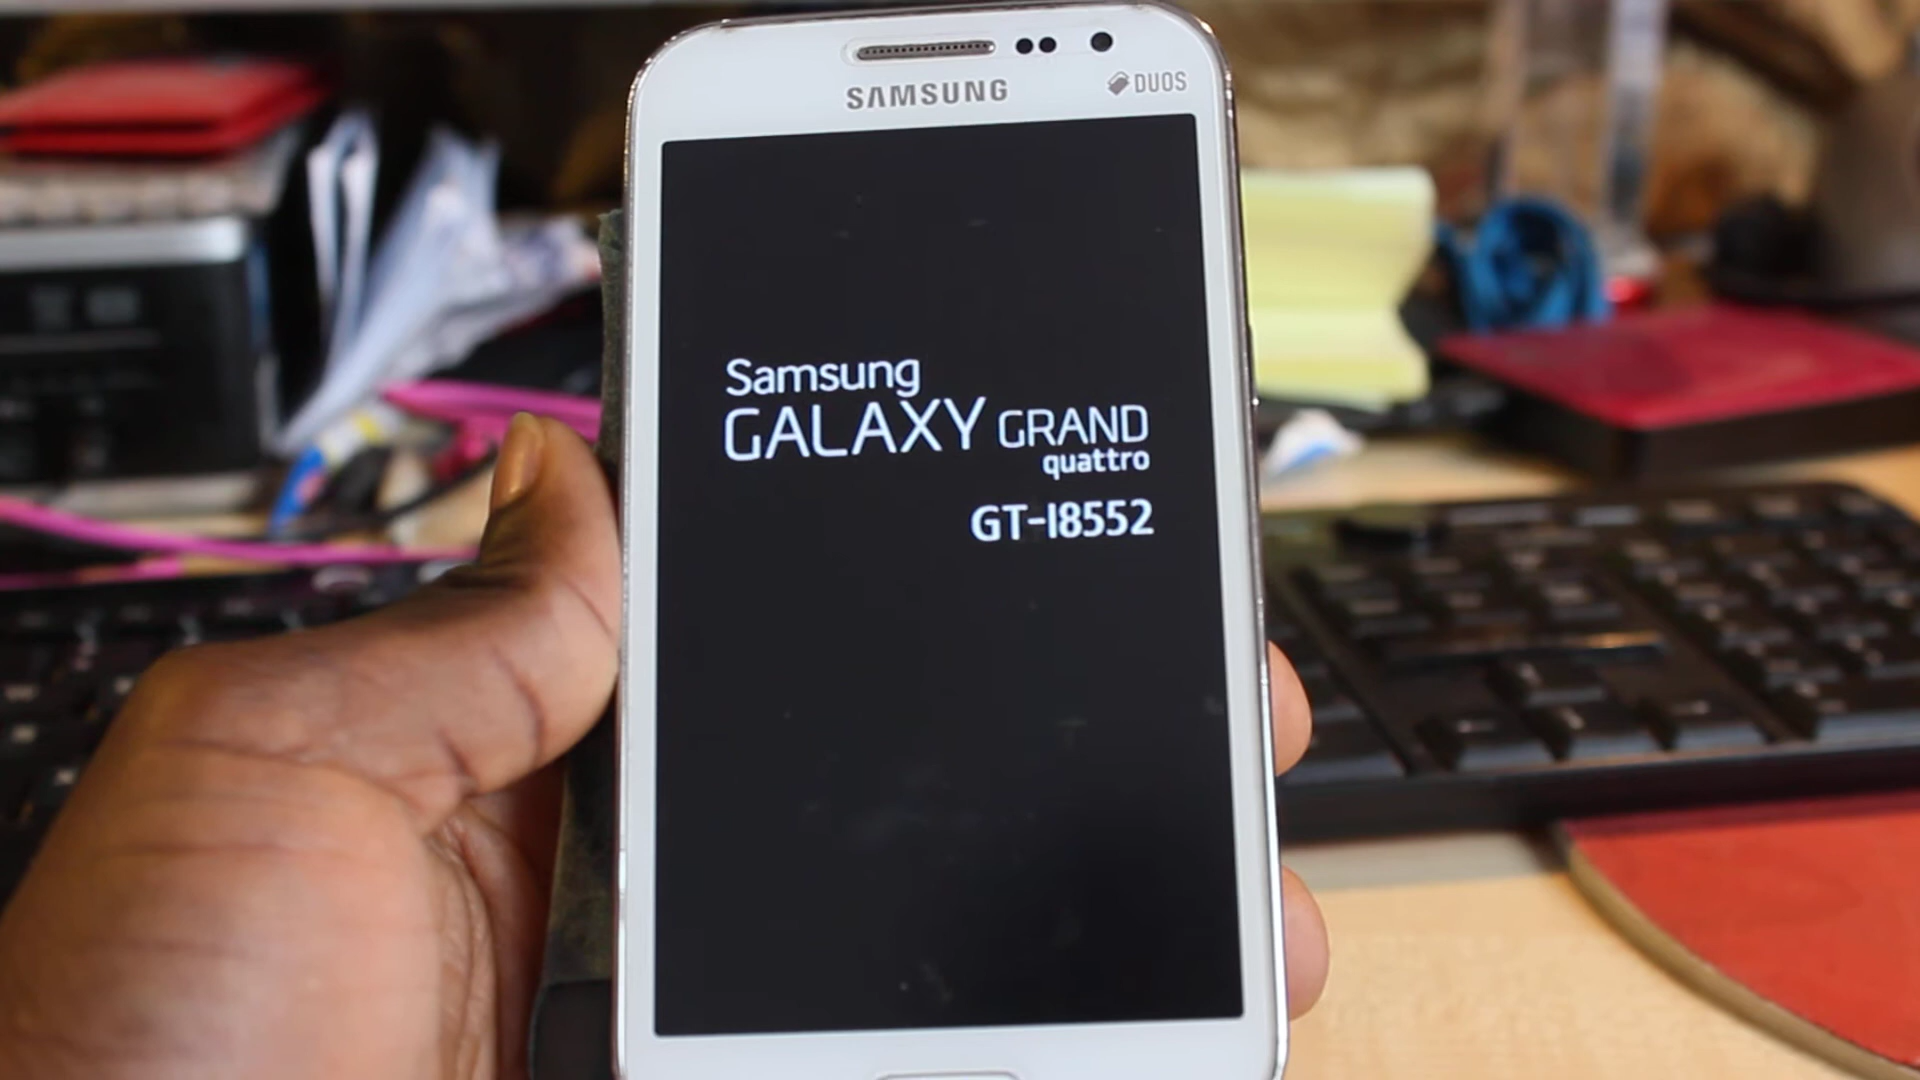 SAMSUNG
DUOS
Samsung
GALAXY GRAND
quattro
GT-I8552